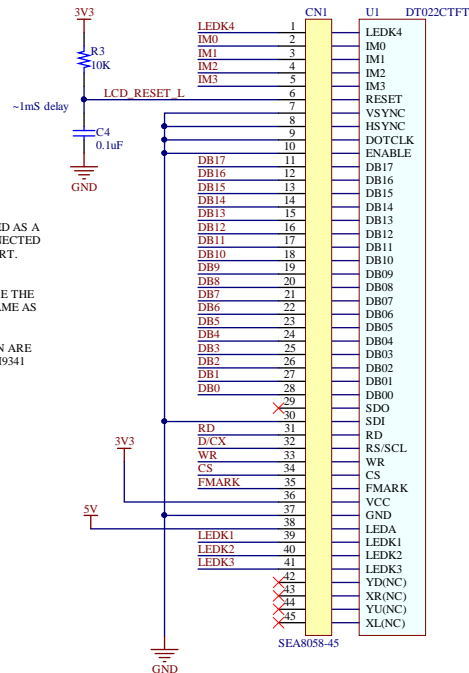 3V3
CN1 U1 DT022CTFT
R3
10K
LCD_RESET_L
~1mS delay
C4
0.1uF
GND
LEDK4 1 LEDK4
IM0 2 IM0
IM1 3 IM1
IM2 4 IM2
IM3 5 IM3
6 RESET
7 VSYNC
8 HSYNC
9 DOTCLK
10 ENABLE
DB17 11 DB17
DB16 12 DB16
DB15 13 DB15
DB14 14 DB14
DB13 15 DB13
DB12 16 DB12
DB11 17 DB11
DB10 18 DB10
DB9 19 DB09
DB8 20 DB08
DB7 21 DB07
DB6 22 DB06
DB5 23 DB05
DB4 24 DB04
DB3 25 DB03
DB2 26 DB02
DB1 27 DB01
DB0 28 DB00
29 SDO
30 SDI
RD 31 RD
D/CX 32 RS/SCL
WR 33 WR
CS 34 CS
FMARK 35 FMARK
36 VCC
37 GND
38 LEDA
LEDK1 39 LEDK1
LEDK2 40 LEDK2
LEDK3 41 LEDK3
42 YD(NC)
43 XR(NC)
44 YU(NC)
45 XL(NC)
SEA8058-45
3V3
5V
GND
ED AS A
NECTED
RT.
E THE
AME AS
N ARE
I9341